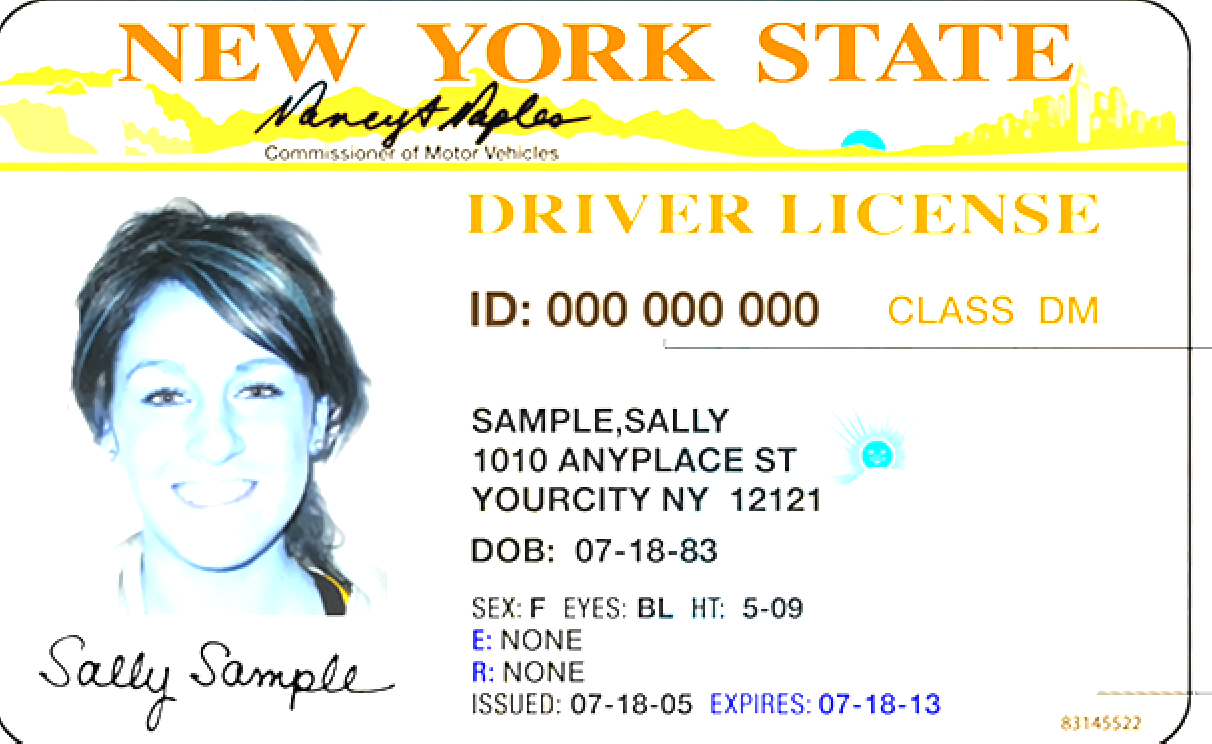 NEW YORK STATE
Nancy A Naples
Commissioner of Motor Vehicles
DRIVER LICENSE
ID: 000 000 000 CLASS DM
SAMPLE,SALLY
1010 ANYPLACE ST
YOURCITY NY 12121
DOB: 07-18-83
SEX: F EYES: BL HT: 5-09
E: NONE
R: NONE
ISSUED: 07-18-05 EXPIRES: 07-18-13
Sally Sample
83145522